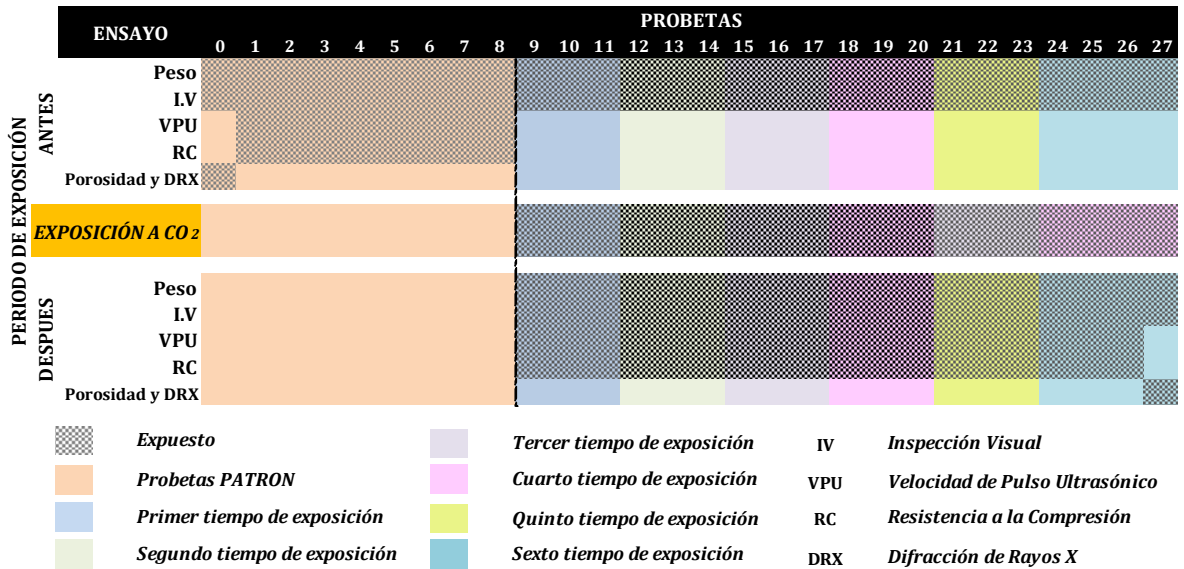 ENSAYO PROBETAS
0 1 2 3 4 5 6 7 8 9 10 11 12 13 14 15 16 17 18 19 20 21 22 23 24 25 26 27
PERIODO DE EXPOSICIÓN
ANTES
Peso
I.V
VPU
RC
Porosidad y DRX
EXPOSICIÓN A CO 2
DESPUES
Peso
I.V
VPU
RC
Porosidad y DRX
Expuesto
Probetas PATRON
Primer tiempo de exposición
Segundo tiempo de exposición
Tercer tiempo de exposición
Cuarto tiempo de exposición
Quinto tiempo de exposición
Sexto tiempo de exposición
IV Inspección Visual
VPU Velocidad de Pulso Ultrasónico
RC Resistencia a la Compresión
DRX Difracción de Rayos X